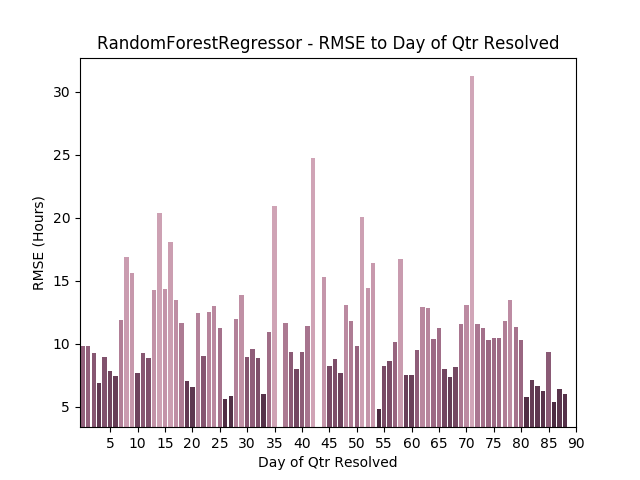 RandomForestRegressor - RMSE to Day of Qtr Resolved
30
25
20
15
10
5
RMSE (Hours)
5 10 15 20 25 30 35 40 45 50 55 60 65 70 75 80 85 90
Day of Qtr Resolved